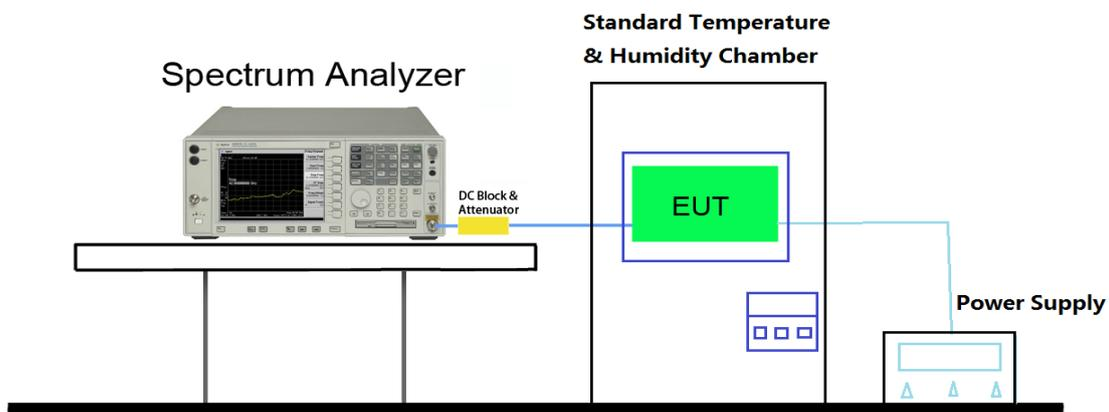 Standard Temperature
& Humidity Chamber
Spectrum Analyzer
DC Block &
Attenuator
EUT
Power Supply